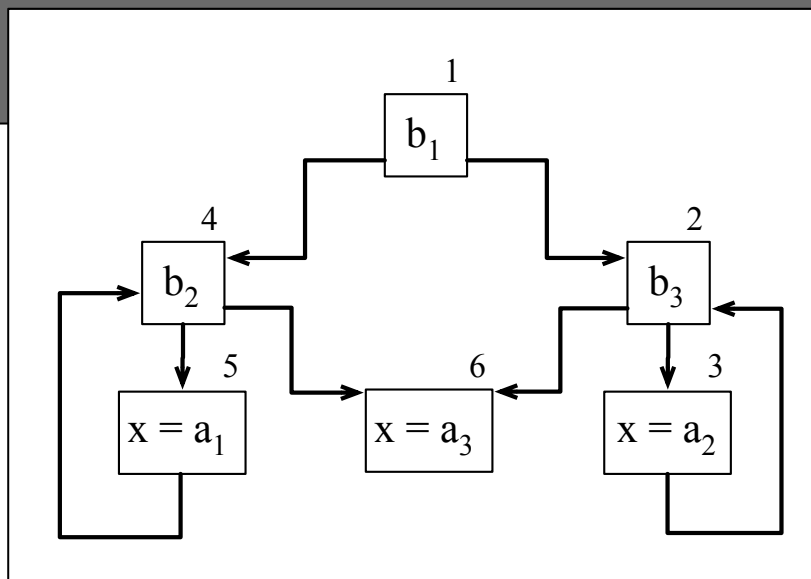 1
b₁
4
2
b₂
b₃
5
6
3
x = a₁
x = a₃
x = a₂